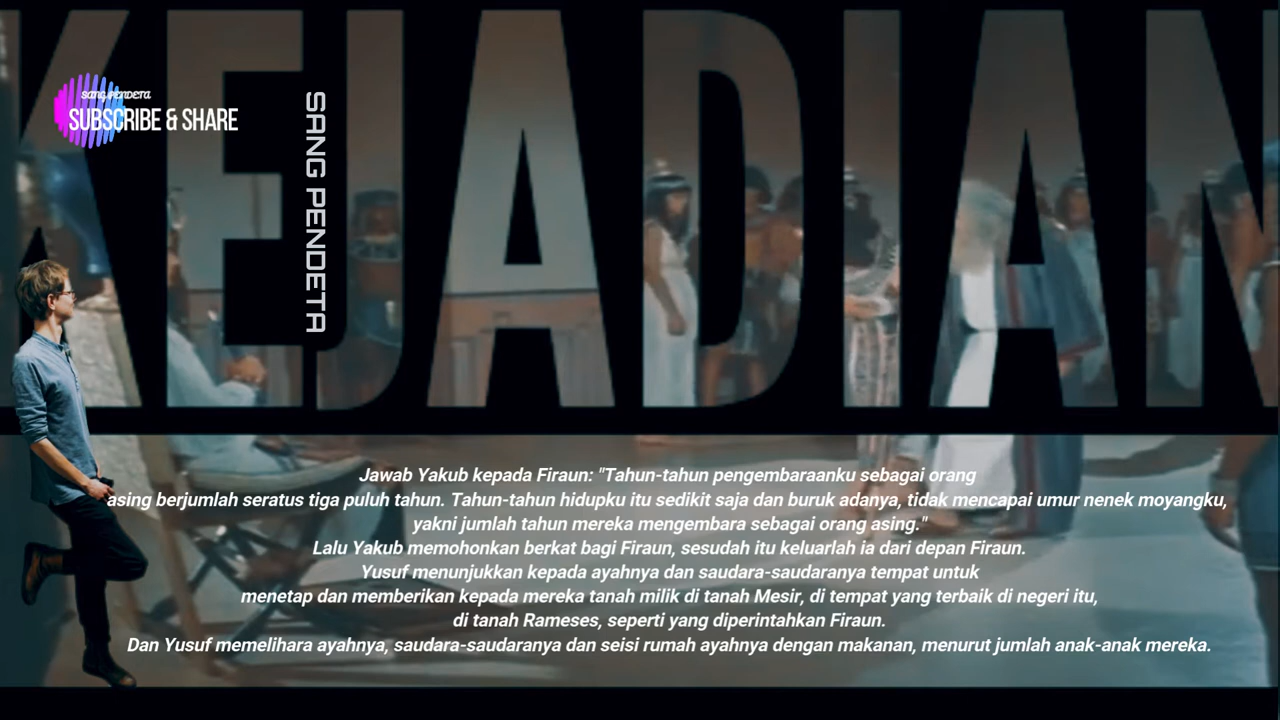 KEJADIAN
sang pendeta
SUBSCRIBE & SHARE
SANG PENDETA
Jawab Yakub kepada Firaun: "Tahun-tahun pengembaraanku sebagai orang
asing berjumlah seratus tiga puluh tahun. Tahun-tahun hidupku itu sedikit saja dan buruk adanya, tidak mencapai umur nenek moyangku,
yakni jumlah tahun mereka mengembara sebagai orang asing."
Lalu Yakub memohonkan berkat bagi Firaun, sesudah itu keluarlah ia dari depan Firaun.
Yusuf menunjukkan kepada ayahnya dan saudara-saudaranya tempat untuk
menetap dan memberikan kepada mereka tanah milik di tanah Mesir, di tempat yang terbaik di negeri itu,
di tanah Rameses, seperti yang diperintahkan Firaun.
Dan Yusuf memelihara ayahnya, saudara-saudaranya dan seisi rumah ayahnya dengan makanan, menurut jumlah anak-anak mereka.